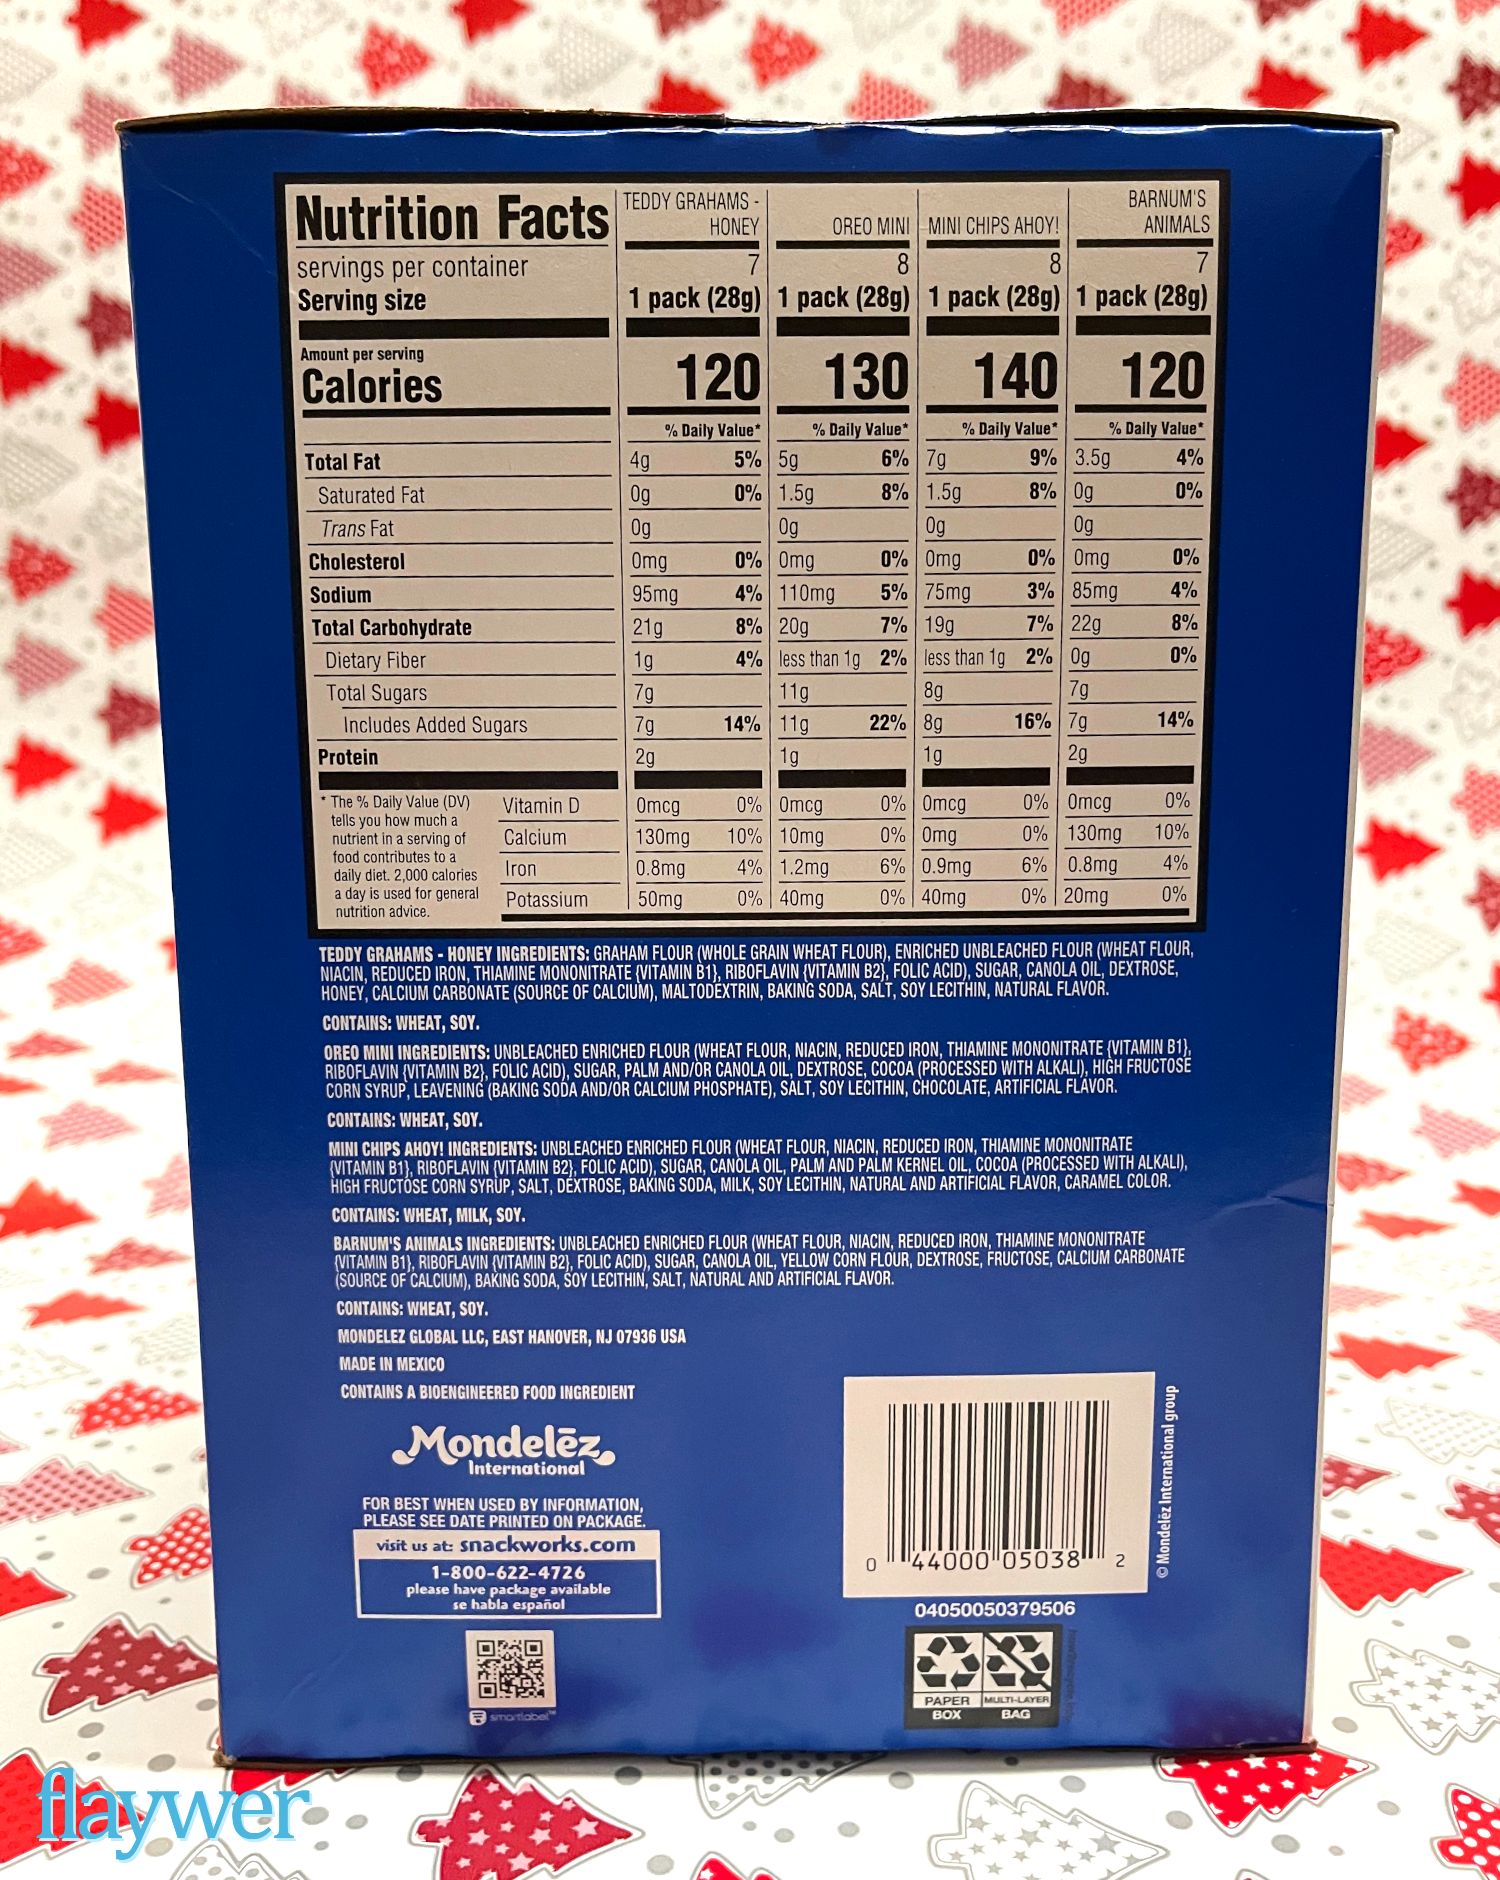 Nutrition Facts TEDDY GRAHAMS - HONEY OREO MINI MINI CHIPS AHOY! BARNUM'S ANIMALS
servings per container 7 8 8 7
Serving size 1 pack (28g) 1 pack (28g) 1 pack (28g) 1 pack (28g)
Amount per serving
Calories 120 130 140 120
% Daily Value* % Daily Value* % Daily Value* % Daily Value*
Total Fat 4g 5% 5g 6% 7g 9% 3.5g 4%
Saturated Fat 0g 0% 1.5g 8% 1.5g 8% 0g 0%
Trans Fat 0g 0g 0g 0g
Cholesterol 0mg 0% 0mg 0% 0mg 0% 0mg 0%
Sodium 95mg 4% 110mg 5% 75mg 3% 85mg 4%
Total Carbohydrate 21g 8% 20g 7% 19g 7% 22g 8%
Dietary Fiber 1g 4% less than 1g 2% less than 1g 2% 0g 0%
Total Sugars 7g 11g 8g 7g
Includes Added Sugars 7g 14% 11g 22% 8g 16% 7g 14%
Protein 2g 1g 1g 2g
* The % Daily Value (DV)
tells you how much a
nutrient in a serving of
food contributes to a
daily diet. 2,000 calories
a day is used for general
nutrition advice.
Vitamin D 0mcg 0% 0mcg 0% 0mcg 0% 0mcg 0%
Calcium 130mg 10% 10mg 0% 0mg 0% 130mg 10%
Iron 0.8mg 4% 1.2mg 6% 0.9mg 6% 0.8mg 4%
Potassium 50mg 0% 40mg 0% 40mg 0% 20mg 0%
TEDDY GRAHAMS - HONEY INGREDIENTS: GRAHAM FLOUR (WHOLE GRAIN WHEAT FLOUR), ENRICHED UNBLEACHED FLOUR (WHEAT FLOUR,
NIACIN, REDUCED IRON, THIAMINE MONONITRATE {VITAMIN B1}, RIBOFLAVIN {VITAMIN B2}, FOLIC ACID), SUGAR, CANOLA OIL, DEXTROSE,
HONEY, CALCIUM CARBONATE (SOURCE OF CALCIUM), MALTODEXTRIN, BAKING SODA, SALT, SOY LECITHIN, NATURAL FLAVOR.
CONTAINS: WHEAT, SOY.
OREO MINI INGREDIENTS: UNBLEACHED ENRICHED FLOUR (WHEAT FLOUR, NIACIN, REDUCED IRON, THIAMINE MONONITRATE {VITAMIN B1},
RIBOFLAVIN {VITAMIN B2}, FOLIC ACID), SUGAR, PALM AND/OR CANOLA OIL, DEXTROSE, COCOA (PROCESSED WITH ALKALI), HIGH FRUCTOSE
CORN SYRUP, LEAVENING (BAKING SODA AND/OR CALCIUM PHOSPHATE), SALT, SOY LECITHIN, CHOCOLATE, ARTIFICIAL FLAVOR.
CONTAINS: WHEAT, SOY.
MINI CHIPS AHOY! INGREDIENTS: UNBLEACHED ENRICHED FLOUR (WHEAT FLOUR, NIACIN, REDUCED IRON, THIAMINE MONONITRATE
{VITAMIN B1}, RIBOFLAVIN {VITAMIN B2}, FOLIC ACID), SUGAR, CANOLA OIL, PALM AND PALM KERNEL OIL, COCOA (PROCESSED WITH ALKALI),
HIGH FRUCTOSE CORN SYRUP, SALT, DEXTROSE, BAKING SODA, MILK, SOY LECITHIN, NATURAL AND ARTIFICIAL FLAVOR, CARAMEL COLOR.
CONTAINS: WHEAT, MILK, SOY.
BARNUM'S ANIMALS INGREDIENTS: UNBLEACHED ENRICHED FLOUR (WHEAT FLOUR, NIACIN, REDUCED IRON, THIAMINE MONONITRATE
{VITAMIN B1}, RIBOFLAVIN {VITAMIN B2}, FOLIC ACID), SUGAR, CANOLA OIL, YELLOW CORN FLOUR, DEXTROSE, FRUCTOSE, CALCIUM CARBONATE
(SOURCE OF CALCIUM), BAKING SODA, SOY LECITHIN, SALT, NATURAL AND ARTIFICIAL FLAVOR.
CONTAINS: WHEAT, SOY.
MONDELEZ GLOBAL LLC, EAST HANOVER, NJ 07936 USA
MADE IN MEXICO
CONTAINS A BIOENGINEERED FOOD INGREDIENT
Mondelēz
International
FOR BEST WHEN USED BY INFORMATION,
PLEASE SEE DATE PRINTED ON PACKAGE.
visit us at: snackworks.com
1-800-622-4726
please have package available
se habla español
smartlabel™
0 44000 05038 2
© Mondelēz International group
04050050379506
PAPER MULTI-LAYER
BOX BAG
flaywer